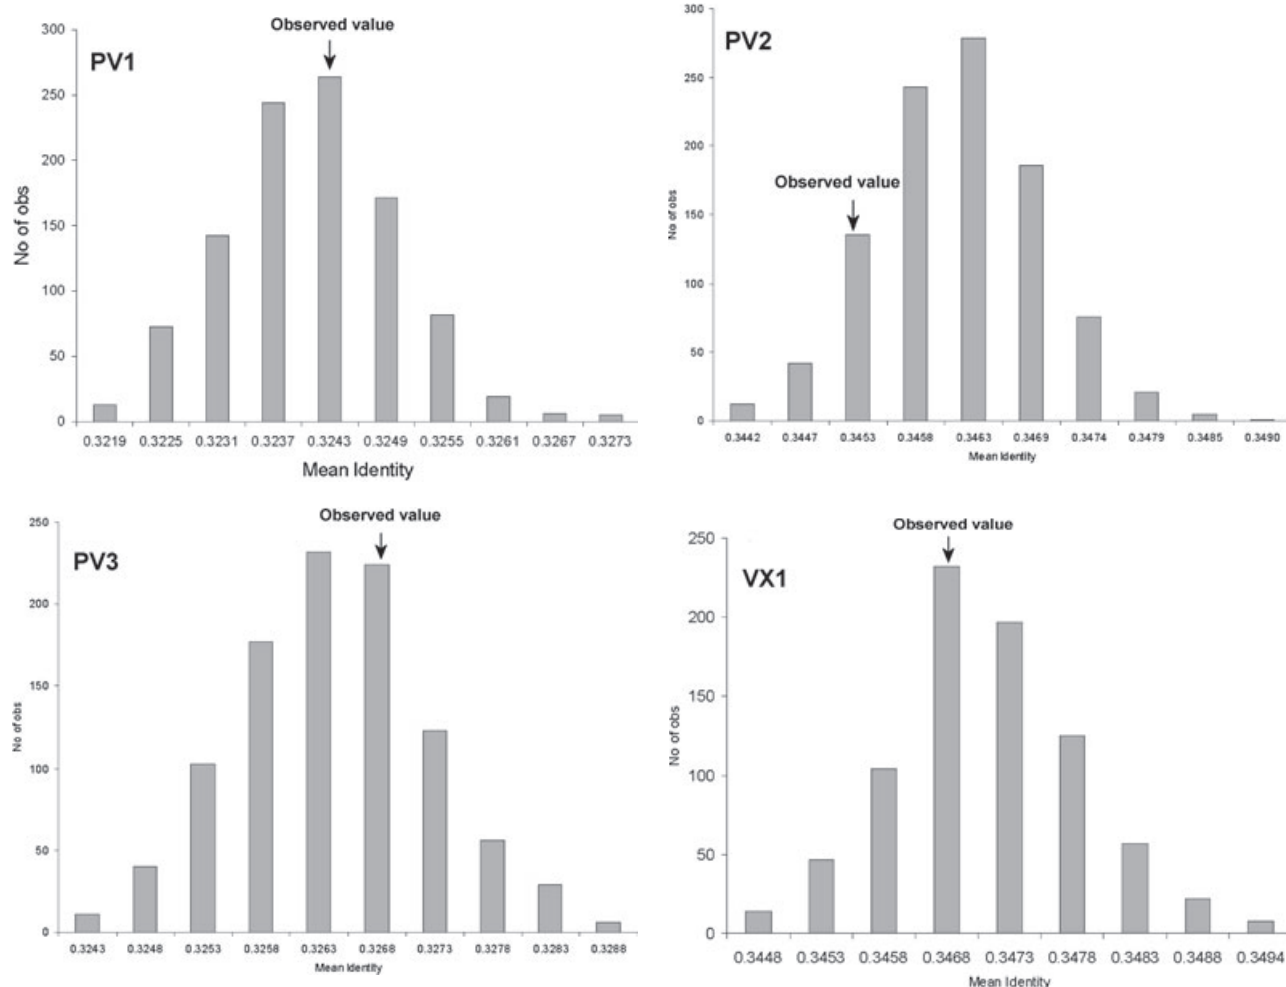 Observed value
PV1
300
250
200
150
100
50
0
No of obs
0.3219 0.3225 0.3231 0.3237 0.3243 0.3249 0.3255 0.3261 0.3267 0.3273
Mean Identity
PV2
Observed value
300
250
200
150
100
50
0
No of obs
0.3442 0.3447 0.3453 0.3458 0.3463 0.3469 0.3474 0.3479 0.3485 0.3490
Mean Identity
Observed value
PV3
250
200
150
100
50
0
No of obs
0.3243 0.3248 0.3253 0.3258 0.3263 0.3268 0.3273 0.3278 0.3283 0.3288
Mean Identity
Observed value
VX1
250
200
150
100
50
0
No of obs
0.3448 0.3453 0.3458 0.3468 0.3473 0.3478 0.3483 0.3488 0.3494
Mean Identity